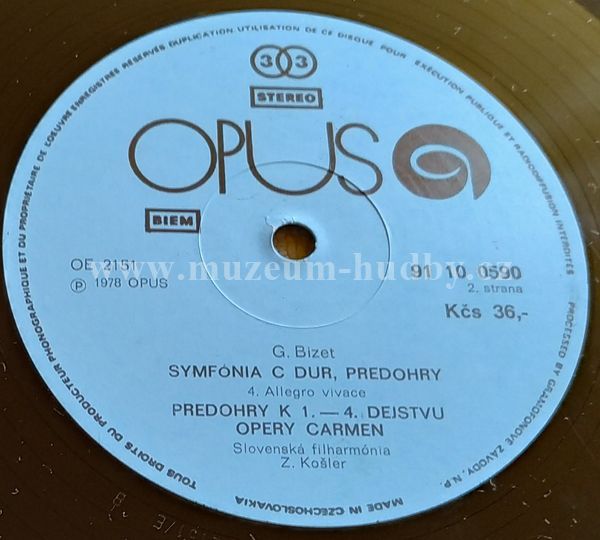 TOUS DROITS DU PRODUCTEUR PHONOGRAPHIQUE ET DU PROPRIÉTAIRE DE L'OEUVRE ENREGISTRÉS RÉSERVÉS DUPLICATION UTILISATION DE CE DISQUE POUR EXÉCUTION PUBLIQUE ET RADIODIFFUSION INTERDITES
PROCESSED BY GRAMOFONOVÉ ZÁVODY, N.P.
33
STEREO
OPUS
BIEM
OE 2151
℗ 1978 OPUS
www.muzeum-hudby.cz
91 10 0590
2. strana
Kčs 36,-
G. Bizet
SYMFÓNIA C DUR, PREDOHRY
4. Allegro vivace
PREDOHRY K 1. — 4. DEJSTVU
OPERY CARMEN
Slovenská filharmónia
Z. Košler
MADE IN CZECHOSLOVAKIA